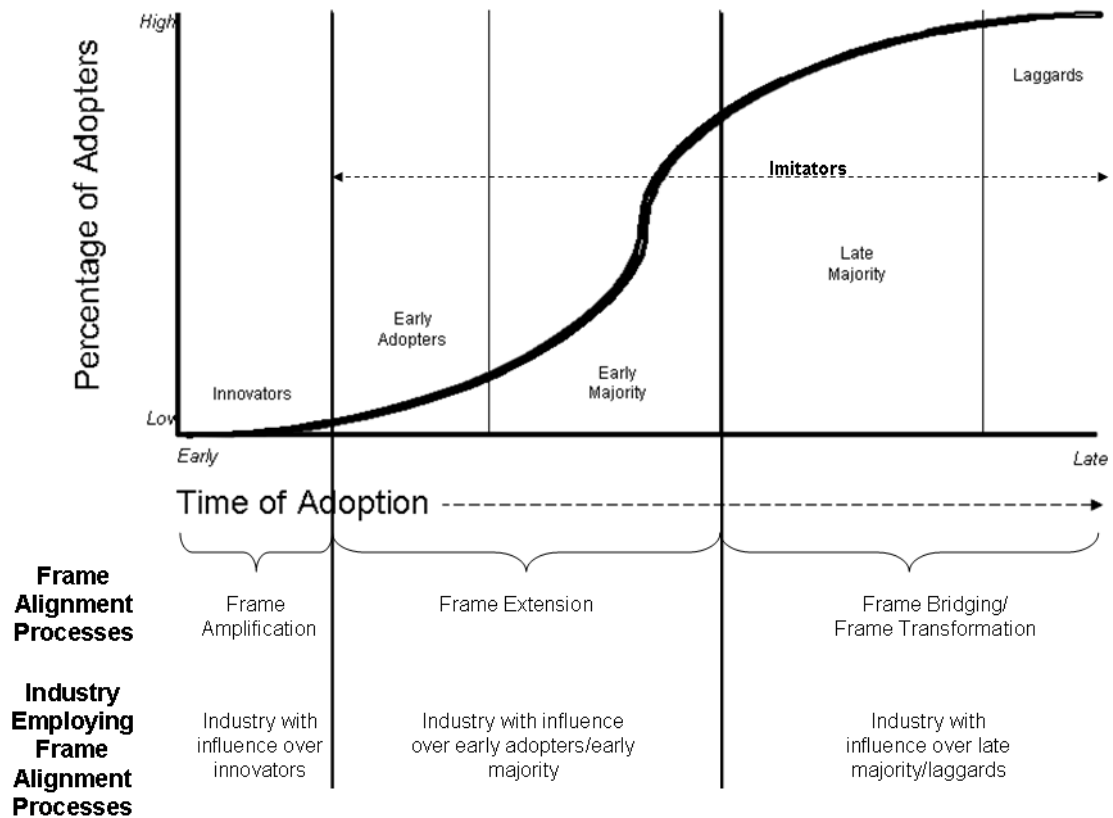 High
Percentage of Adopters
Laggards
Imitators
Late
Majority
Early
Adopters
Early
Majority
Innovators
Low
Early
Late
Time of Adoption
Frame
Alignment
Processes
Frame
Amplification
Frame Extension
Frame Bridging/
Frame Transformation
Industry
Employing
Frame
Alignment
Processes
Industry with
influence over
innovators
Industry with influence
over early adopters/early
majority
Industry with
influence over late
majority/laggards